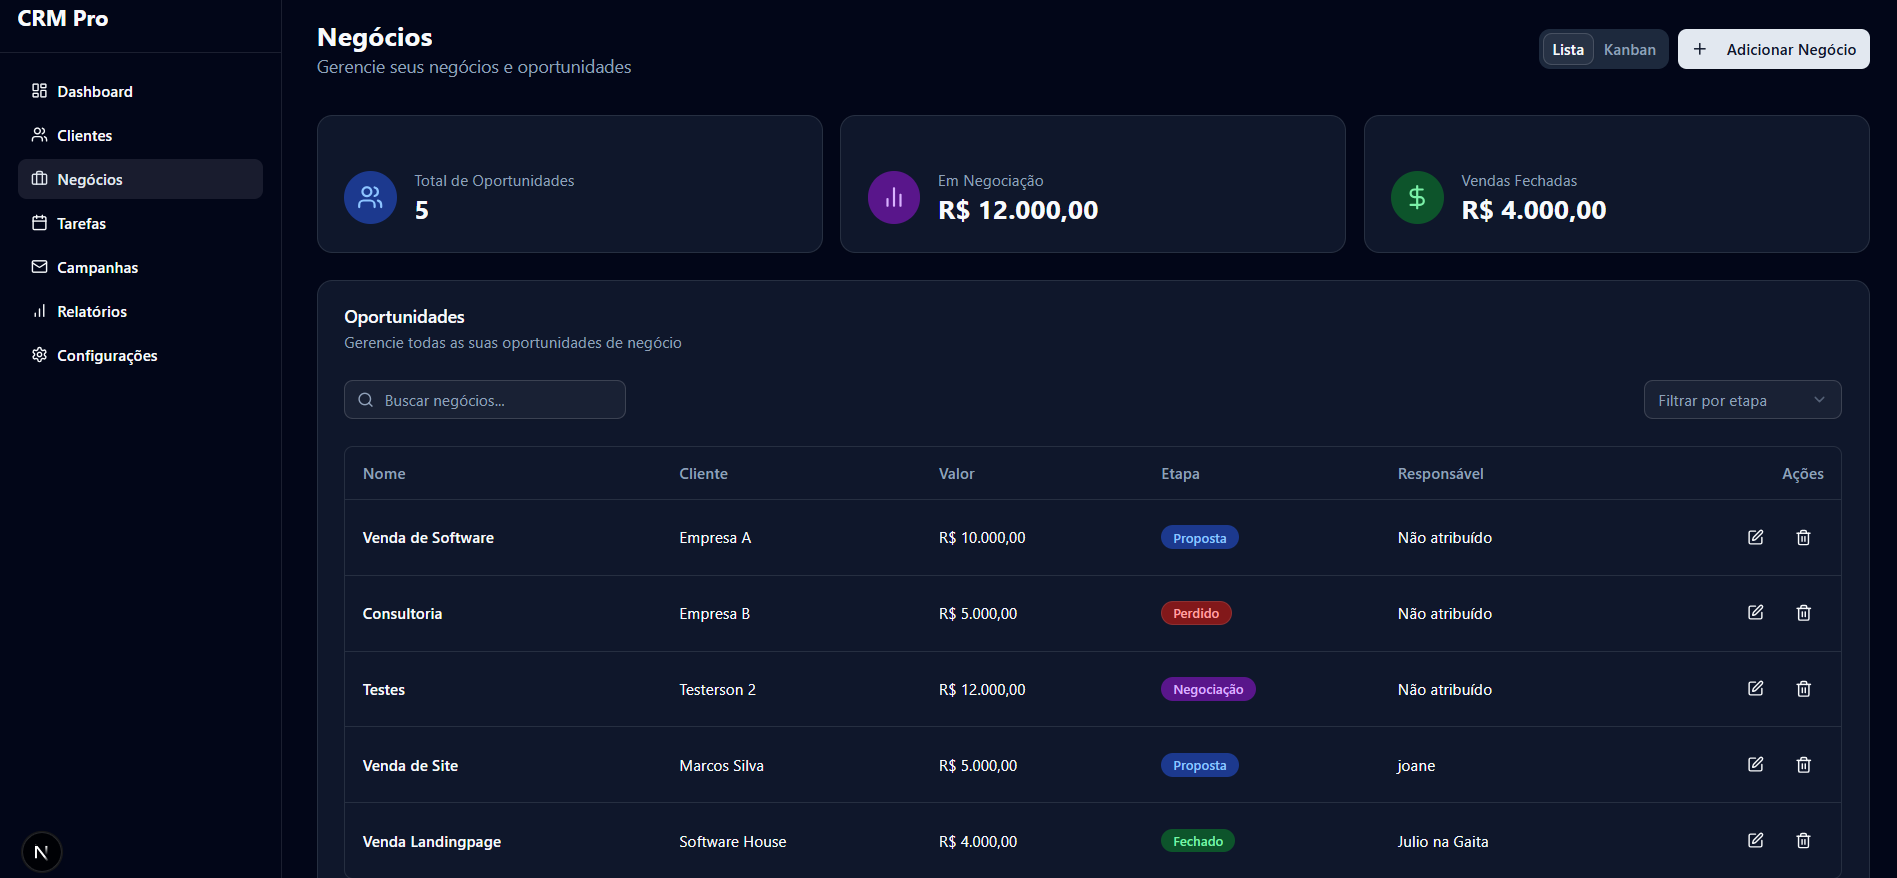 CRM Pro
Dashboard
Clientes
Negócios
Tarefas
Campanhas
Relatórios
Configurações
N
Negócios
Gerencie seus negócios e oportunidades
Lista Kanban + Adicionar Negócio
Total de Oportunidades
5
Em Negociação
R$ 12.000,00
Vendas Fechadas
R$ 4.000,00
Oportunidades
Gerencie todas as suas oportunidades de negócio
Buscar negócios...
Filtrar por etapa
Nome Cliente Valor Etapa Responsável Ações
Venda de Software Empresa A R$ 10.000,00 Proposta Não atribuído
Consultoria Empresa B R$ 5.000,00 Perdido Não atribuído
Testes Testerson 2 R$ 12.000,00 Negociação Não atribuído
Venda de Site Marcos Silva R$ 5.000,00 Proposta joane
Venda Landingpage Software House R$ 4.000,00 Fechado Julio na Gaita